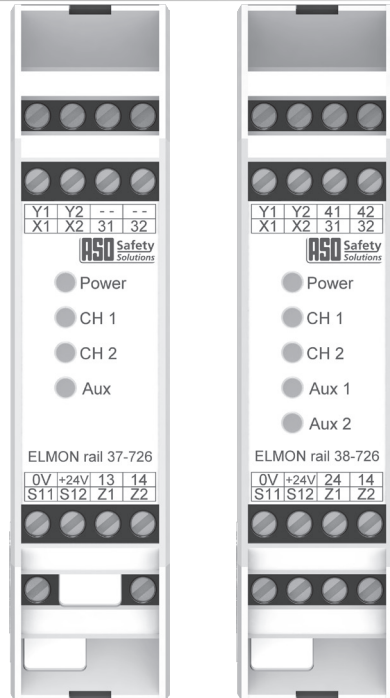 Y1 Y2 - - - -
X1 X2 31 32
ASO Safety Solutions
Power
CH 1
CH 2
Aux
ELMON rail 37-726
0V +24V 13 14
S11 S12 Z1 Z2
Y1 Y2 41 42
X1 X2 31 32
ASO Safety Solutions
Power
CH 1
CH 2
Aux 1
Aux 2
ELMON rail 38-726
0V +24V 24 14
S11 S12 Z1 Z2